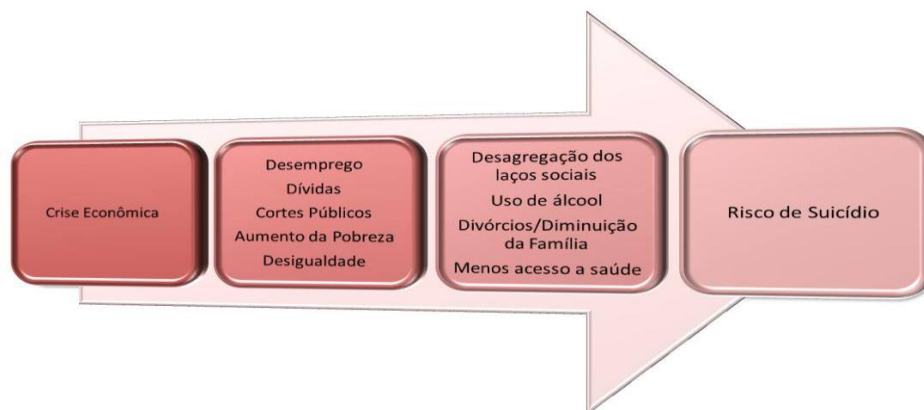 Crise Econômica
Desemprego
Dívidas
Cortes Públicos
Aumento da Pobreza
Desigualdade
Desagregação dos
laços sociais
Uso de álcool
Divórcios/Diminuição
da Família
Menos acesso a saúde
Risco de Suicídio